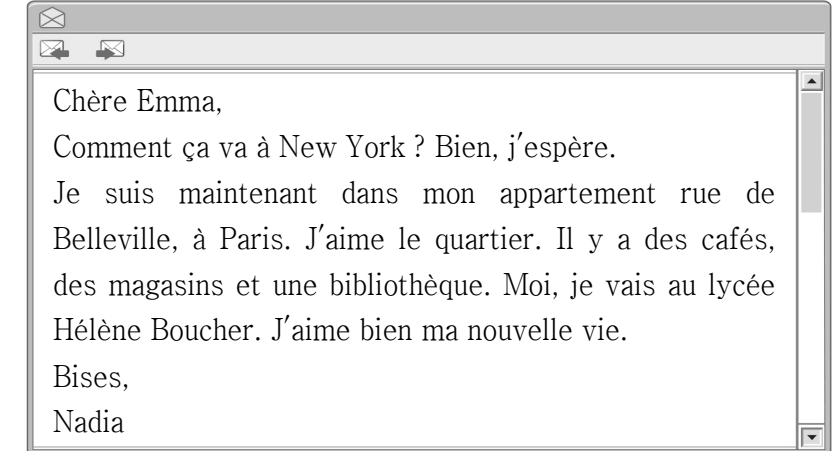 Chère Emma,
Comment ça va à New York ? Bien, j'espère.
Je suis maintenant dans mon appartement rue de
Belleville, à Paris. J'aime le quartier. Il y a des cafés,
des magasins et une bibliothèque. Moi, je vais au lycée
Hélène Boucher. J'aime bien ma nouvelle vie.
Bises,
Nadia